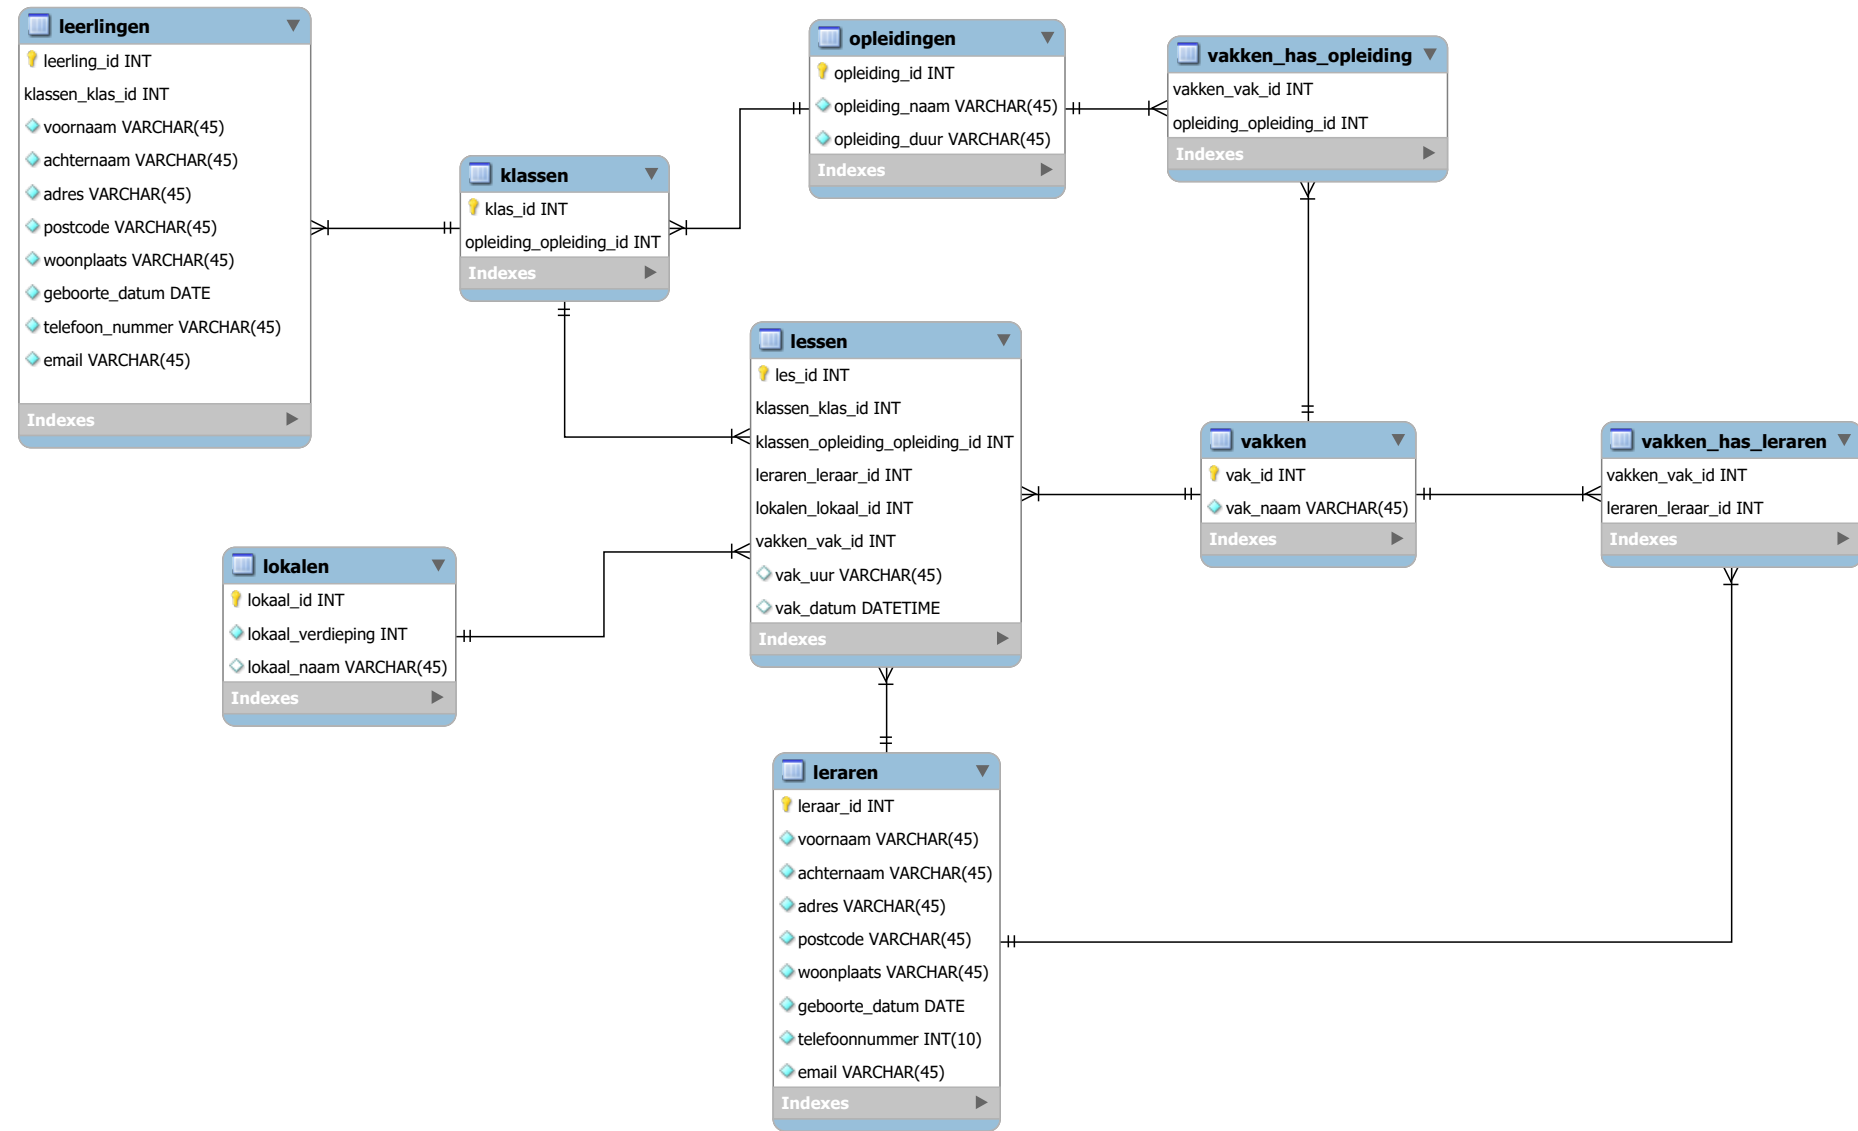 leerlingen
leerling_id INT
klassen_klas_id INT
voornaam VARCHAR(45)
achternaam VARCHAR(45)
adres VARCHAR(45)
postcode VARCHAR(45)
woonplaats VARCHAR(45)
geboorte_datum DATE
telefoon_nummer VARCHAR(45)
email VARCHAR(45)
Indexes
klassen
klas_id INT
opleiding_opleiding_id INT
Indexes
opleidingen
opleiding_id INT
opleiding_naam VARCHAR(45)
opleiding_duur VARCHAR(45)
Indexes
vakken_has_opleiding
vakken_vak_id INT
opleiding_opleiding_id INT
Indexes
lessen
les_id INT
klassen_klas_id INT
klassen_opleiding_opleiding_id INT
leraren_leraar_id INT
lokalen_lokaal_id INT
vakken_vak_id INT
vak_uur VARCHAR(45)
vak_datum DATETIME
Indexes
vakken
vak_id INT
vak_naam VARCHAR(45)
Indexes
vakken_has_leraren
vakken_vak_id INT
leraren_leraar_id INT
Indexes
lokalen
lokaal_id INT
lokaal_verdieping INT
lokaal_naam VARCHAR(45)
Indexes
leraren
leraar_id INT
voornaam VARCHAR(45)
achternaam VARCHAR(45)
adres VARCHAR(45)
postcode VARCHAR(45)
woonplaats VARCHAR(45)
geboorte_datum DATE
telefoonnummer INT(10)
email VARCHAR(45)
Indexes